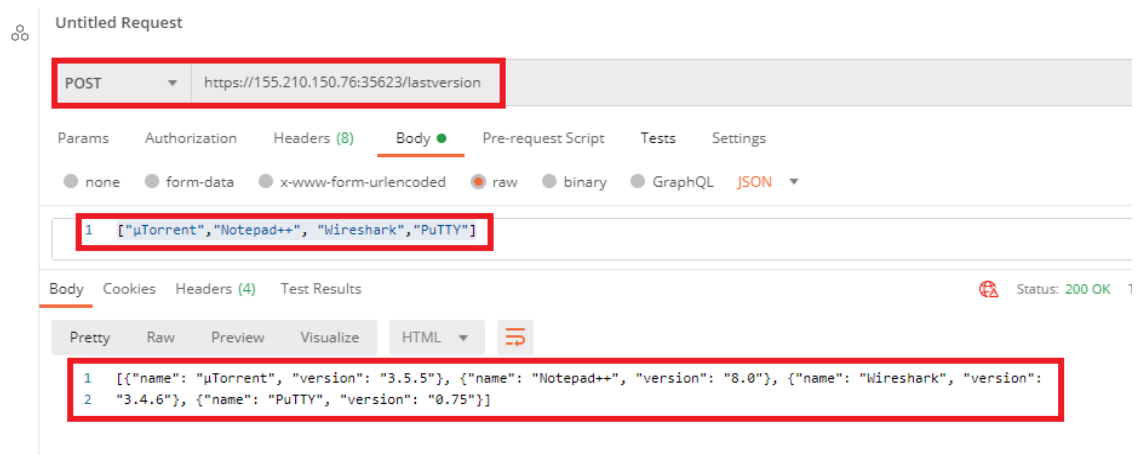 Untitled Request
POST https://155.210.150.76:35623/lastversion
Params Authorization Headers (8) Body Pre-request Script Tests Settings
none form-data x-www-form-urlencoded raw binary GraphQL JSON
1 ["µTorrent","Notepad++", "Wireshark","PuTTY"]
Body Cookies Headers (4) Test Results Status: 200 OK T
Pretty Raw Preview Visualize HTML
1 [{"name": "µTorrent", "version": "3.5.5"}, {"name": "Notepad++", "version": "8.0"}, {"name": "Wireshark", "version":
2 "3.4.6"}, {"name": "PuTTY", "version": "0.75"}]